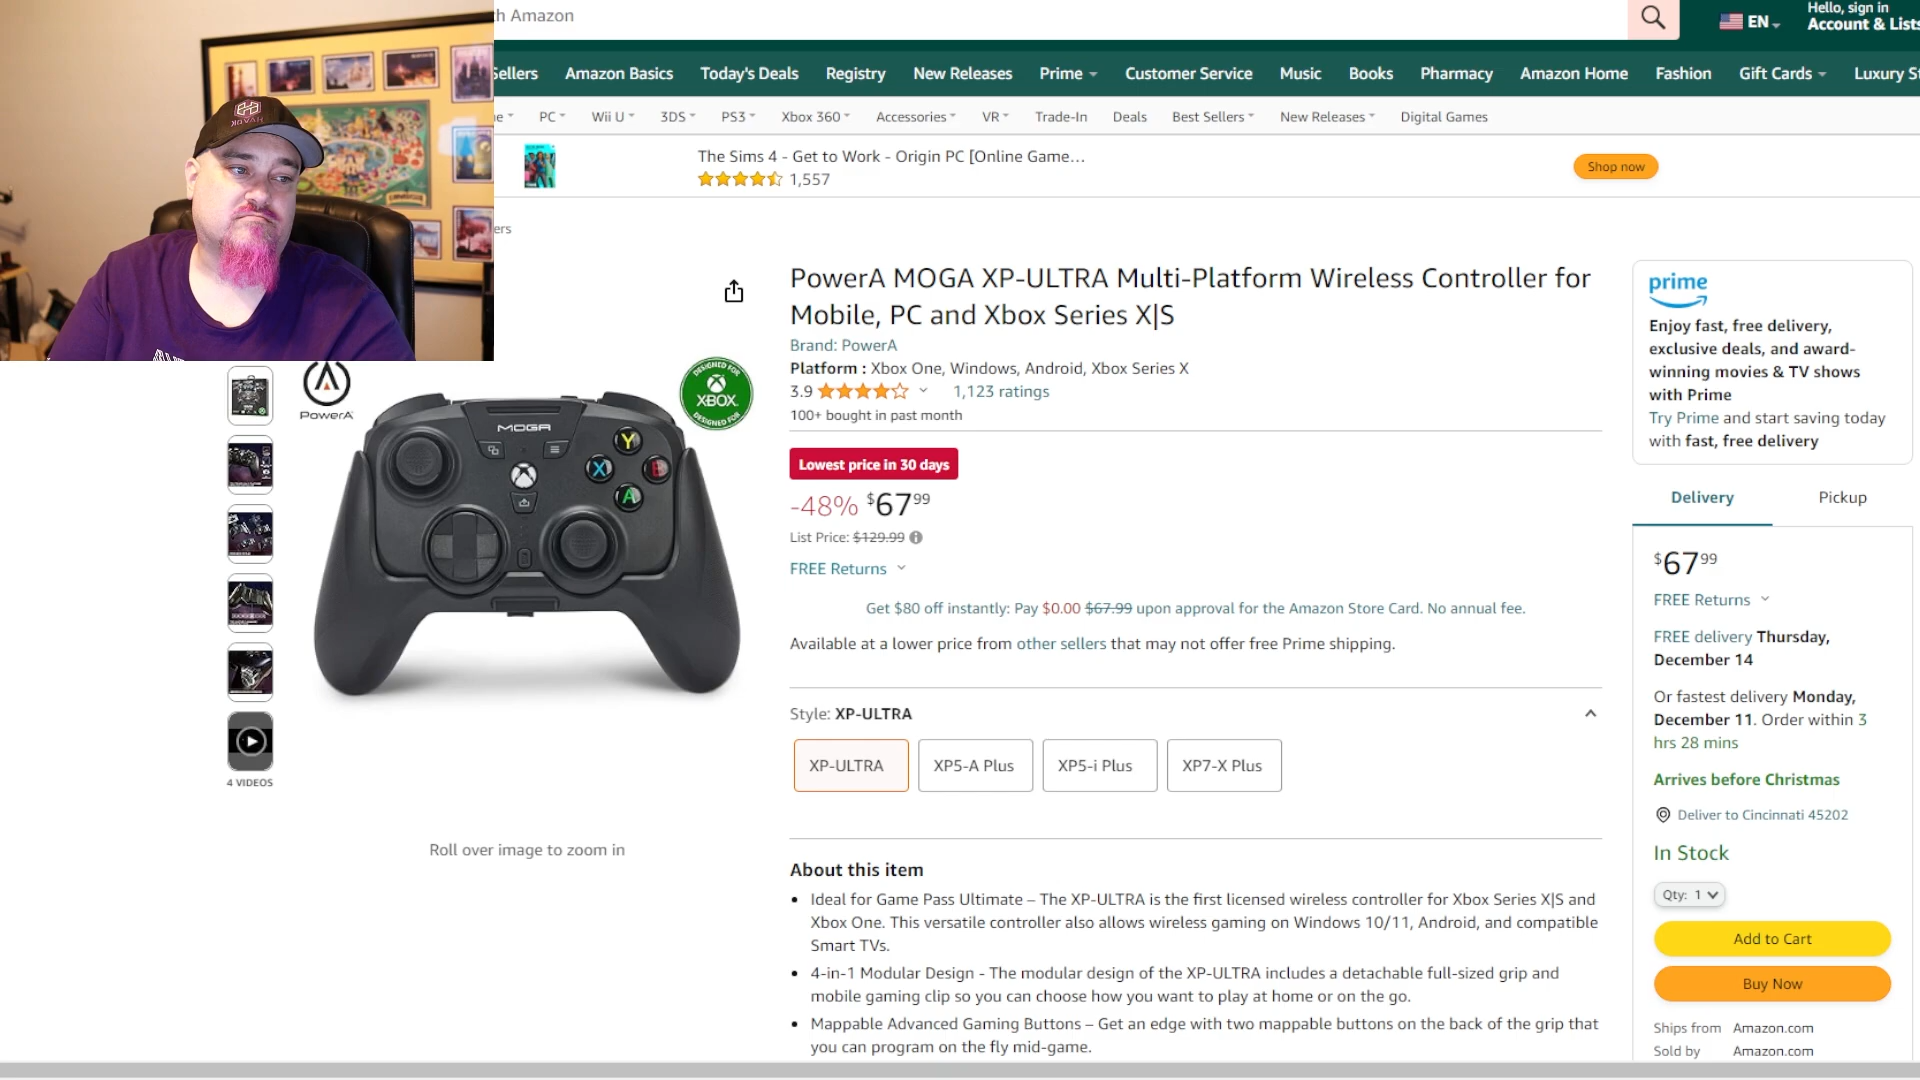 h Amazon
EN
Hello, sign in
Account & Lists
Sellers
Amazon Basics
Today's Deals
Registry
New Releases
Prime
Customer Service
Music
Books
Pharmacy
Amazon Home
Fashion
Gift Cards
Luxury St
e
PC
Wii U
3DS
PS3
Xbox 360
Accessories
VR
Trade-In
Deals
Best Sellers
New Releases
Digital Games
The Sims 4 - Get to Work - Origin PC [Online Game…
1,557
Shop now
ers
PowerA MOGA XP-ULTRA Multi-Platform Wireless Controller for
Mobile, PC and Xbox Series X|S
Brand: PowerA
Platform : Xbox One, Windows, Android, Xbox Series X
3.9
1,123 ratings
100+ bought in past month
Lowest price in 30 days
-48% $67 99
List Price: $129.99
FREE Returns
Get $80 off instantly: Pay $0.00 $67.99 upon approval for the Amazon Store Card. No annual fee.
Available at a lower price from other sellers that may not offer free Prime shipping.
Style: XP-ULTRA
XP-ULTRA
XP5-A Plus
XP5-i Plus
XP7-X Plus
About this item
• Ideal for Game Pass Ultimate – The XP-ULTRA is the first licensed wireless controller for Xbox Series X|S and
Xbox One. This versatile controller also allows wireless gaming on Windows 10/11, Android, and compatible
Smart TVs.
• 4-in-1 Modular Design - The modular design of the XP-ULTRA includes a detachable full-sized grip and
mobile gaming clip so you can choose how you want to play at home or on the go.
• Mappable Advanced Gaming Buttons – Get an edge with two mappable buttons on the back of the grip that
you can program on the fly mid-game.
PowerA
DESIGNED FOR
XBOX
DESIGNED FOR
MOGA
Y
X
B
A
4 VIDEOS
Roll over image to zoom in
prime
Enjoy fast, free delivery,
exclusive deals, and award-
winning movies & TV shows
with Prime
Try Prime and start saving today
with fast, free delivery
Delivery
Pickup
$67 99
FREE Returns
FREE delivery Thursday,
December 14
Or fastest delivery Monday,
December 11. Order within 3
hrs 28 mins
Arrives before Christmas
Deliver to Cincinnati 45202
In Stock
Qty: 1
Add to Cart
Buy Now
Ships from Amazon.com
Sold by Amazon.com